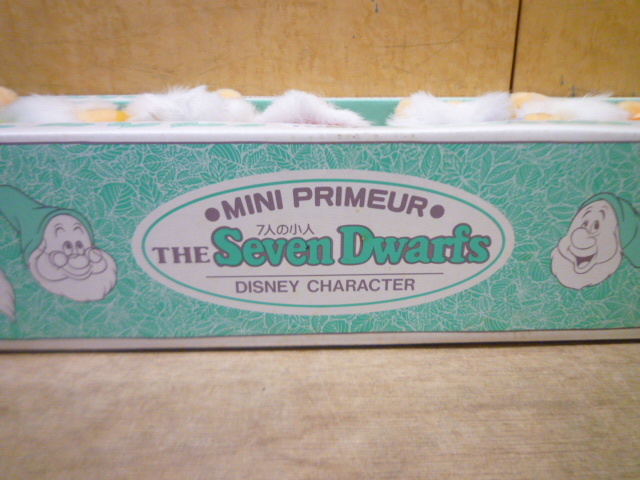 ●MINI PRIMEUR●
7人の小人
THE Seven Dwarfs
DISNEY CHARACTER